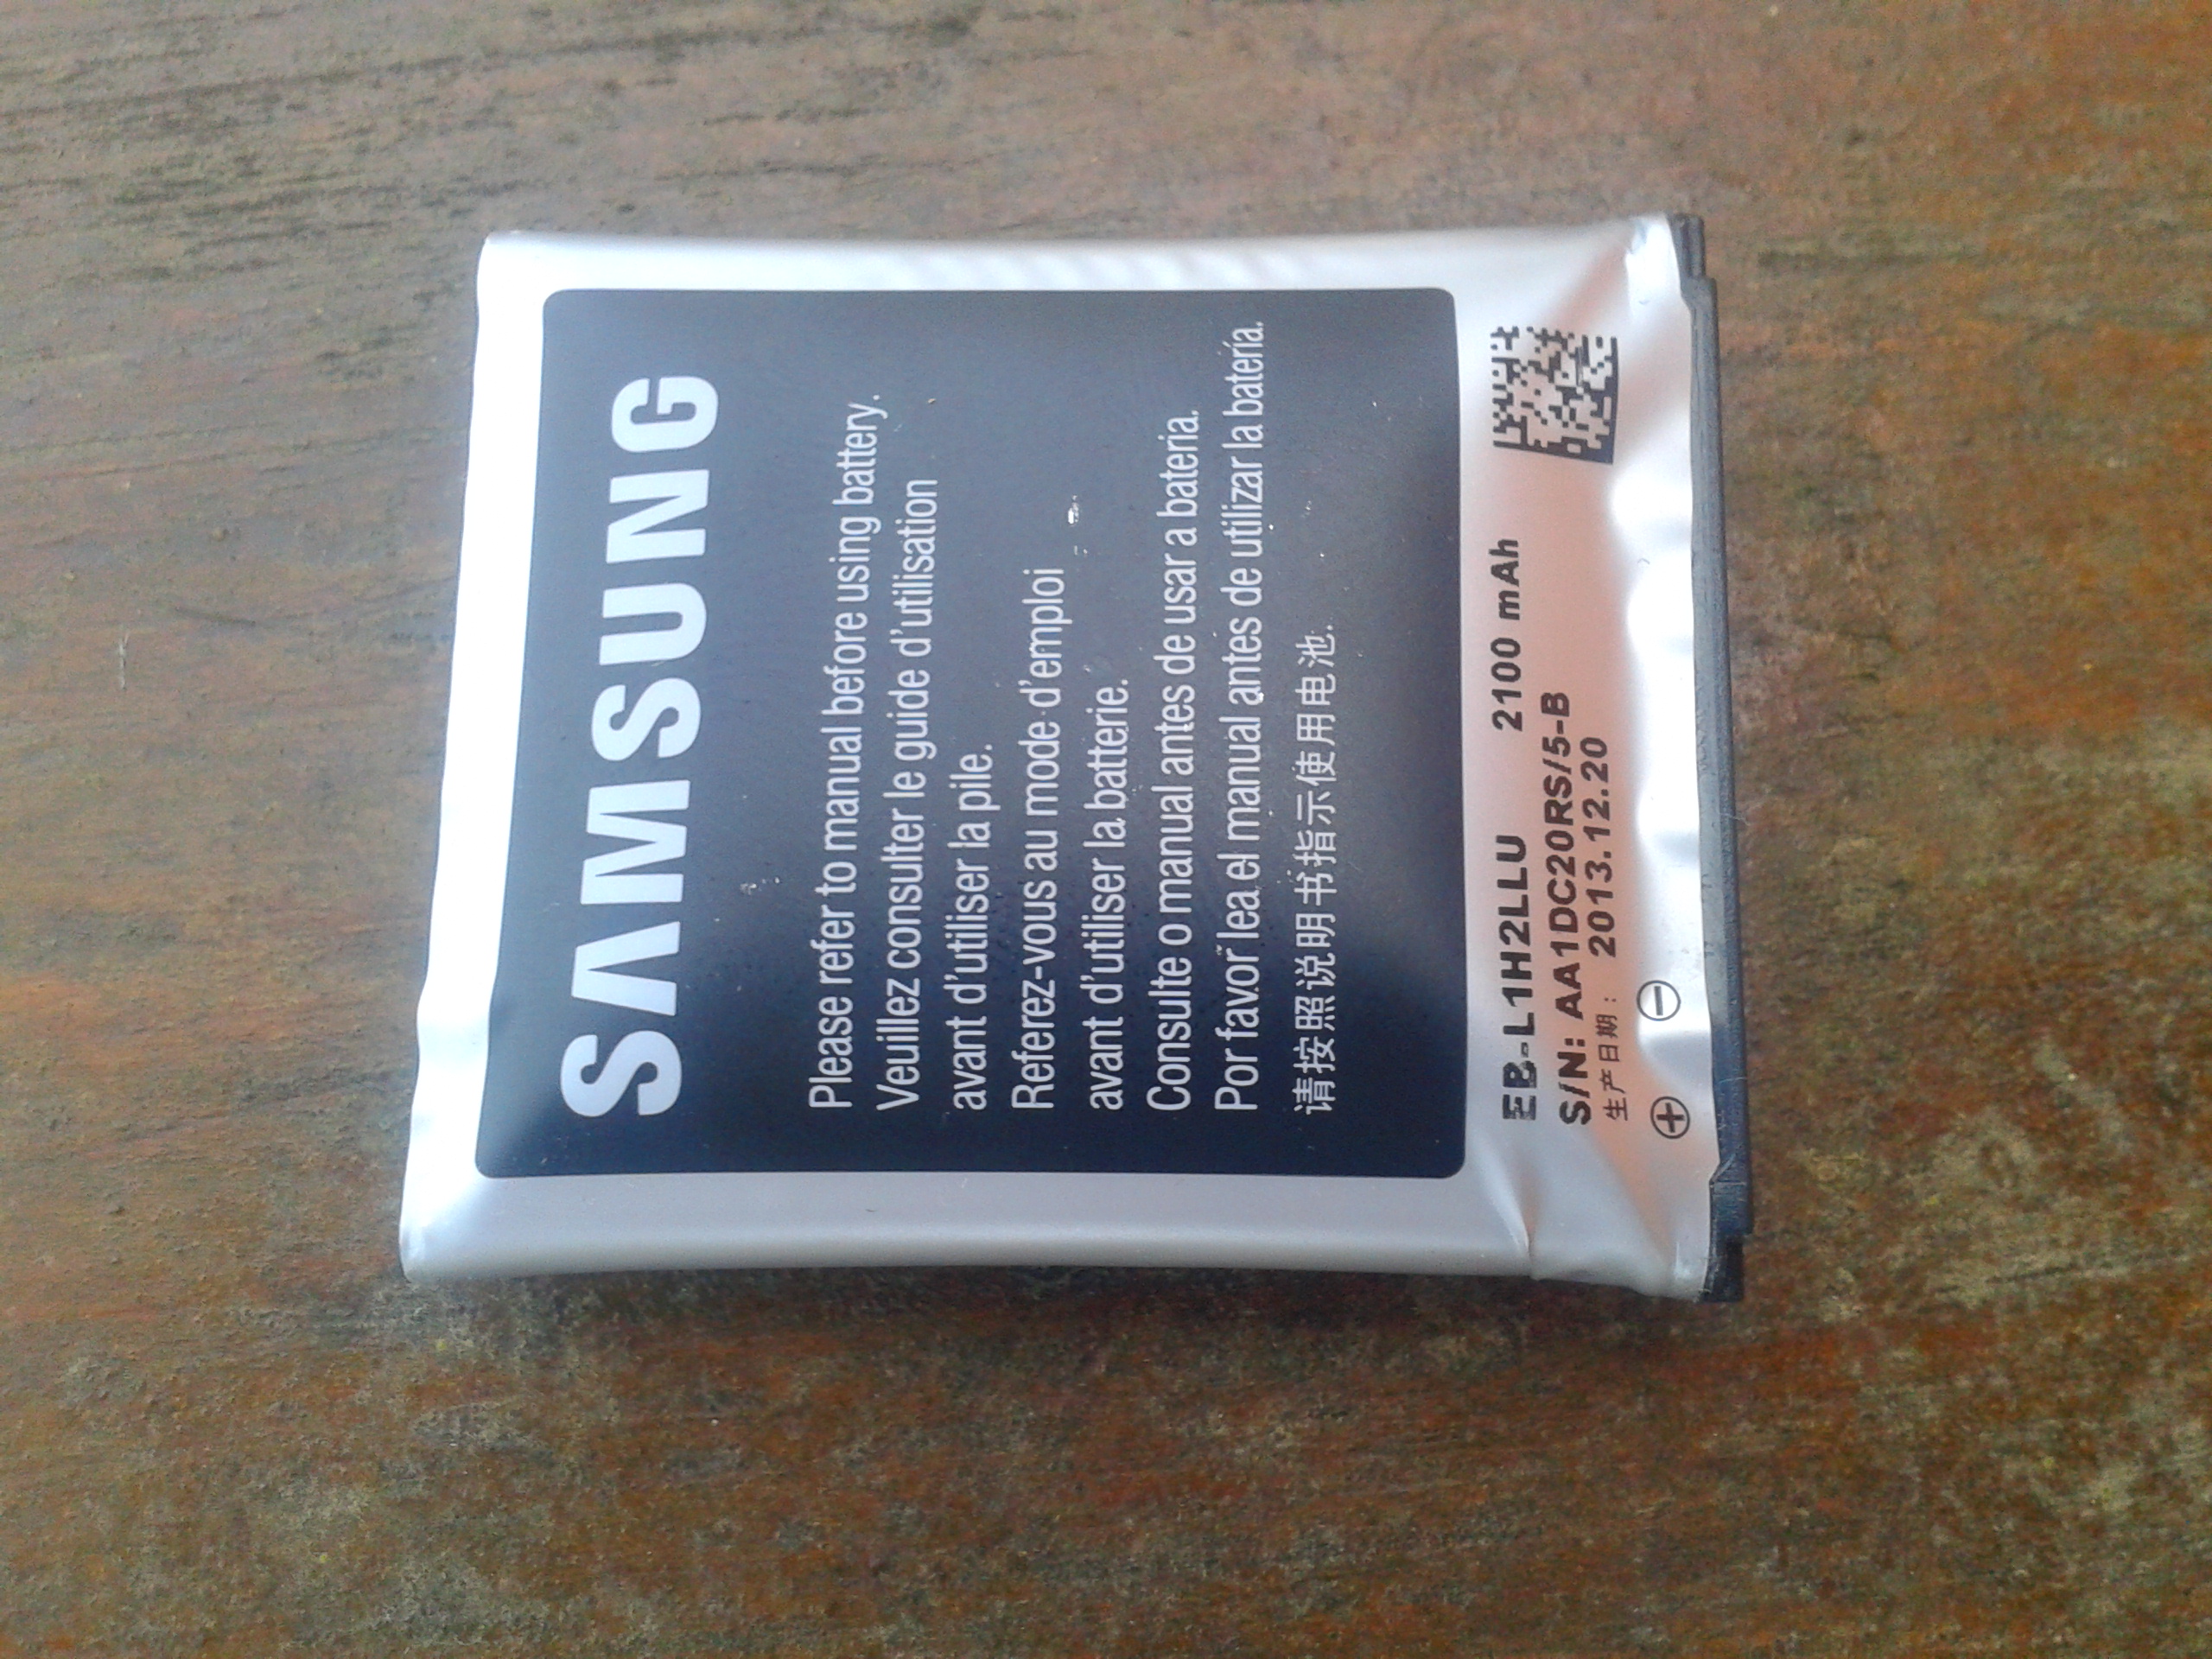 SAMSUNG
Please refer to manual before using battery.
Veuillez consulter le guide d'utilisation
avant d'utiliser la pile.
Referez-vous au mode d'emploi
avant d'utiliser la batterie.
Consulte o manual antes de usar a bateria.
Por favor lea el manual antes de utilizar la batería.
请按照说明书指示使用电池.
EB-L1H2LLU 2100 mAh
S/N: AA1DC20RS/5-B
生产日期: 2013.12.20
⊕ ⊖